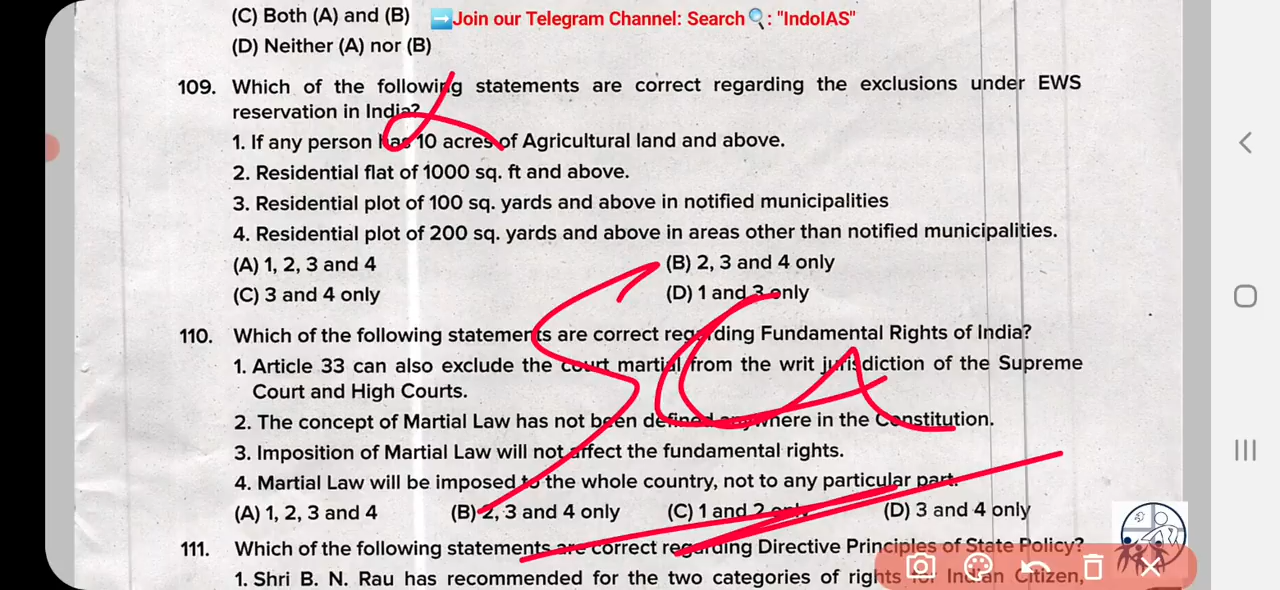 (C) Both (A) and (B) ➡Join our Telegram Channel: Search🔍: "IndoIAS"
(D) Neither (A) nor (B)
109. Which of the following statements are correct regarding the exclusions under EWS
reservation in India?
1. If any person has 10 acres of Agricultural land and above.
2. Residential flat of 1000 sq. ft and above.
3. Residential plot of 100 sq. yards and above in notified municipalities
4. Residential plot of 200 sq. yards and above in areas other than notified municipalities.
(A) 1, 2, 3 and 4 (B) 2, 3 and 4 only
(C) 3 and 4 only (D) 1 and 3 only
110. Which of the following statements are correct regarding Fundamental Rights of India?
1. Article 33 can also exclude the court martial from the writ jurisdiction of the Supreme
Court and High Courts.
2. The concept of Martial Law has not been defined anywhere in the Constitution.
3. Imposition of Martial Law will not affect the fundamental rights.
4. Martial Law will be imposed to the whole country, not to any particular part.
(A) 1, 2, 3 and 4 (B) 2, 3 and 4 only (C) 1 and 2 only (D) 3 and 4 only
111. Which of the following statements are correct regarding Directive Principles of State Policy?
1. Shri B. N. Rau has recommended for the two categories of rights for Indian Citizen,